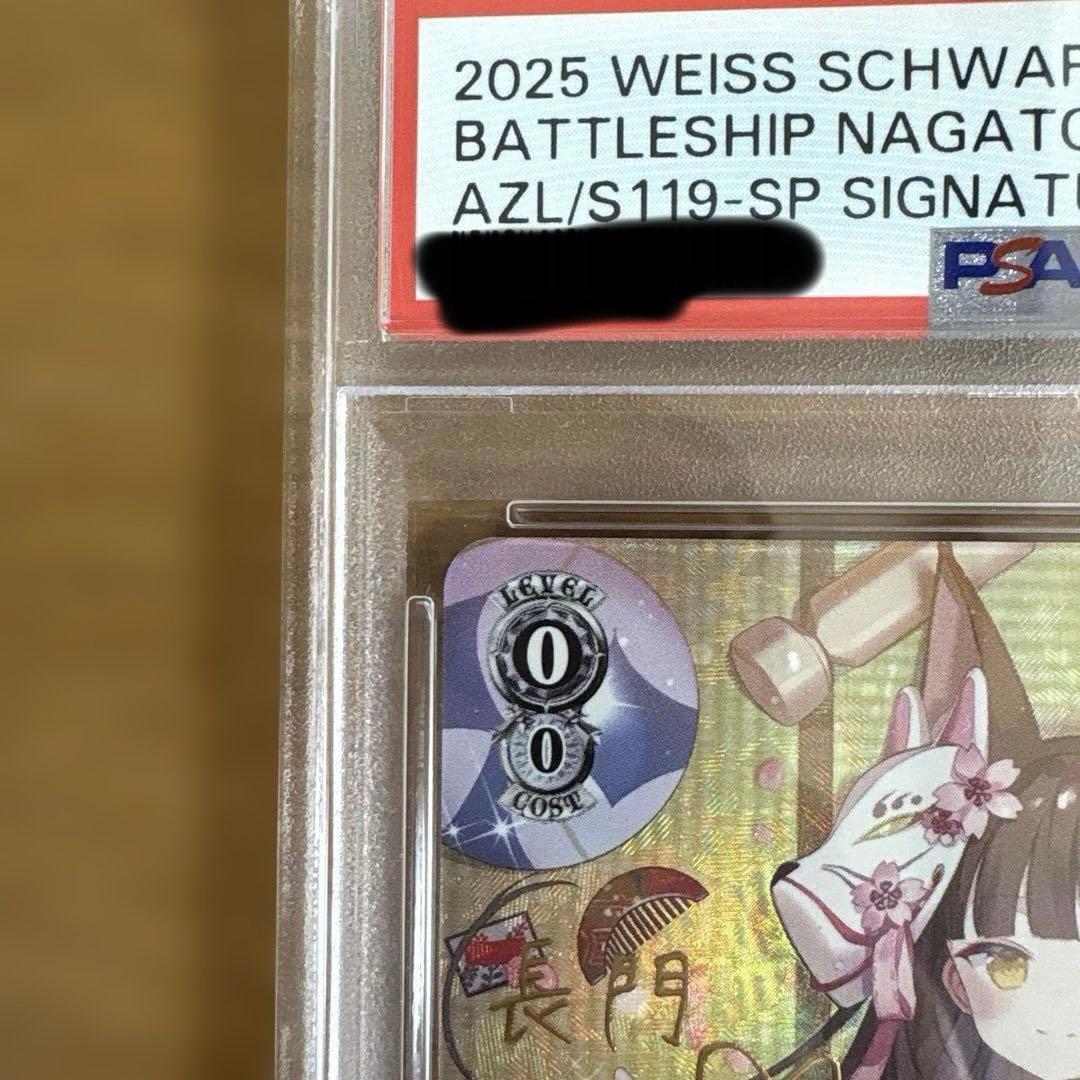 2025 WEISS SCHWAR
BATTLESHIP NAGATO
AZL/S119-SP SIGNATU
PSA
LEVEL
0
0
COST
長門